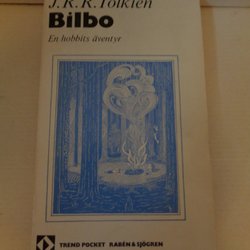 J.R.R.Tolkien
Bilbo
En hobbits äventyr
TREND POCKET RABÉN & SJÖGREN